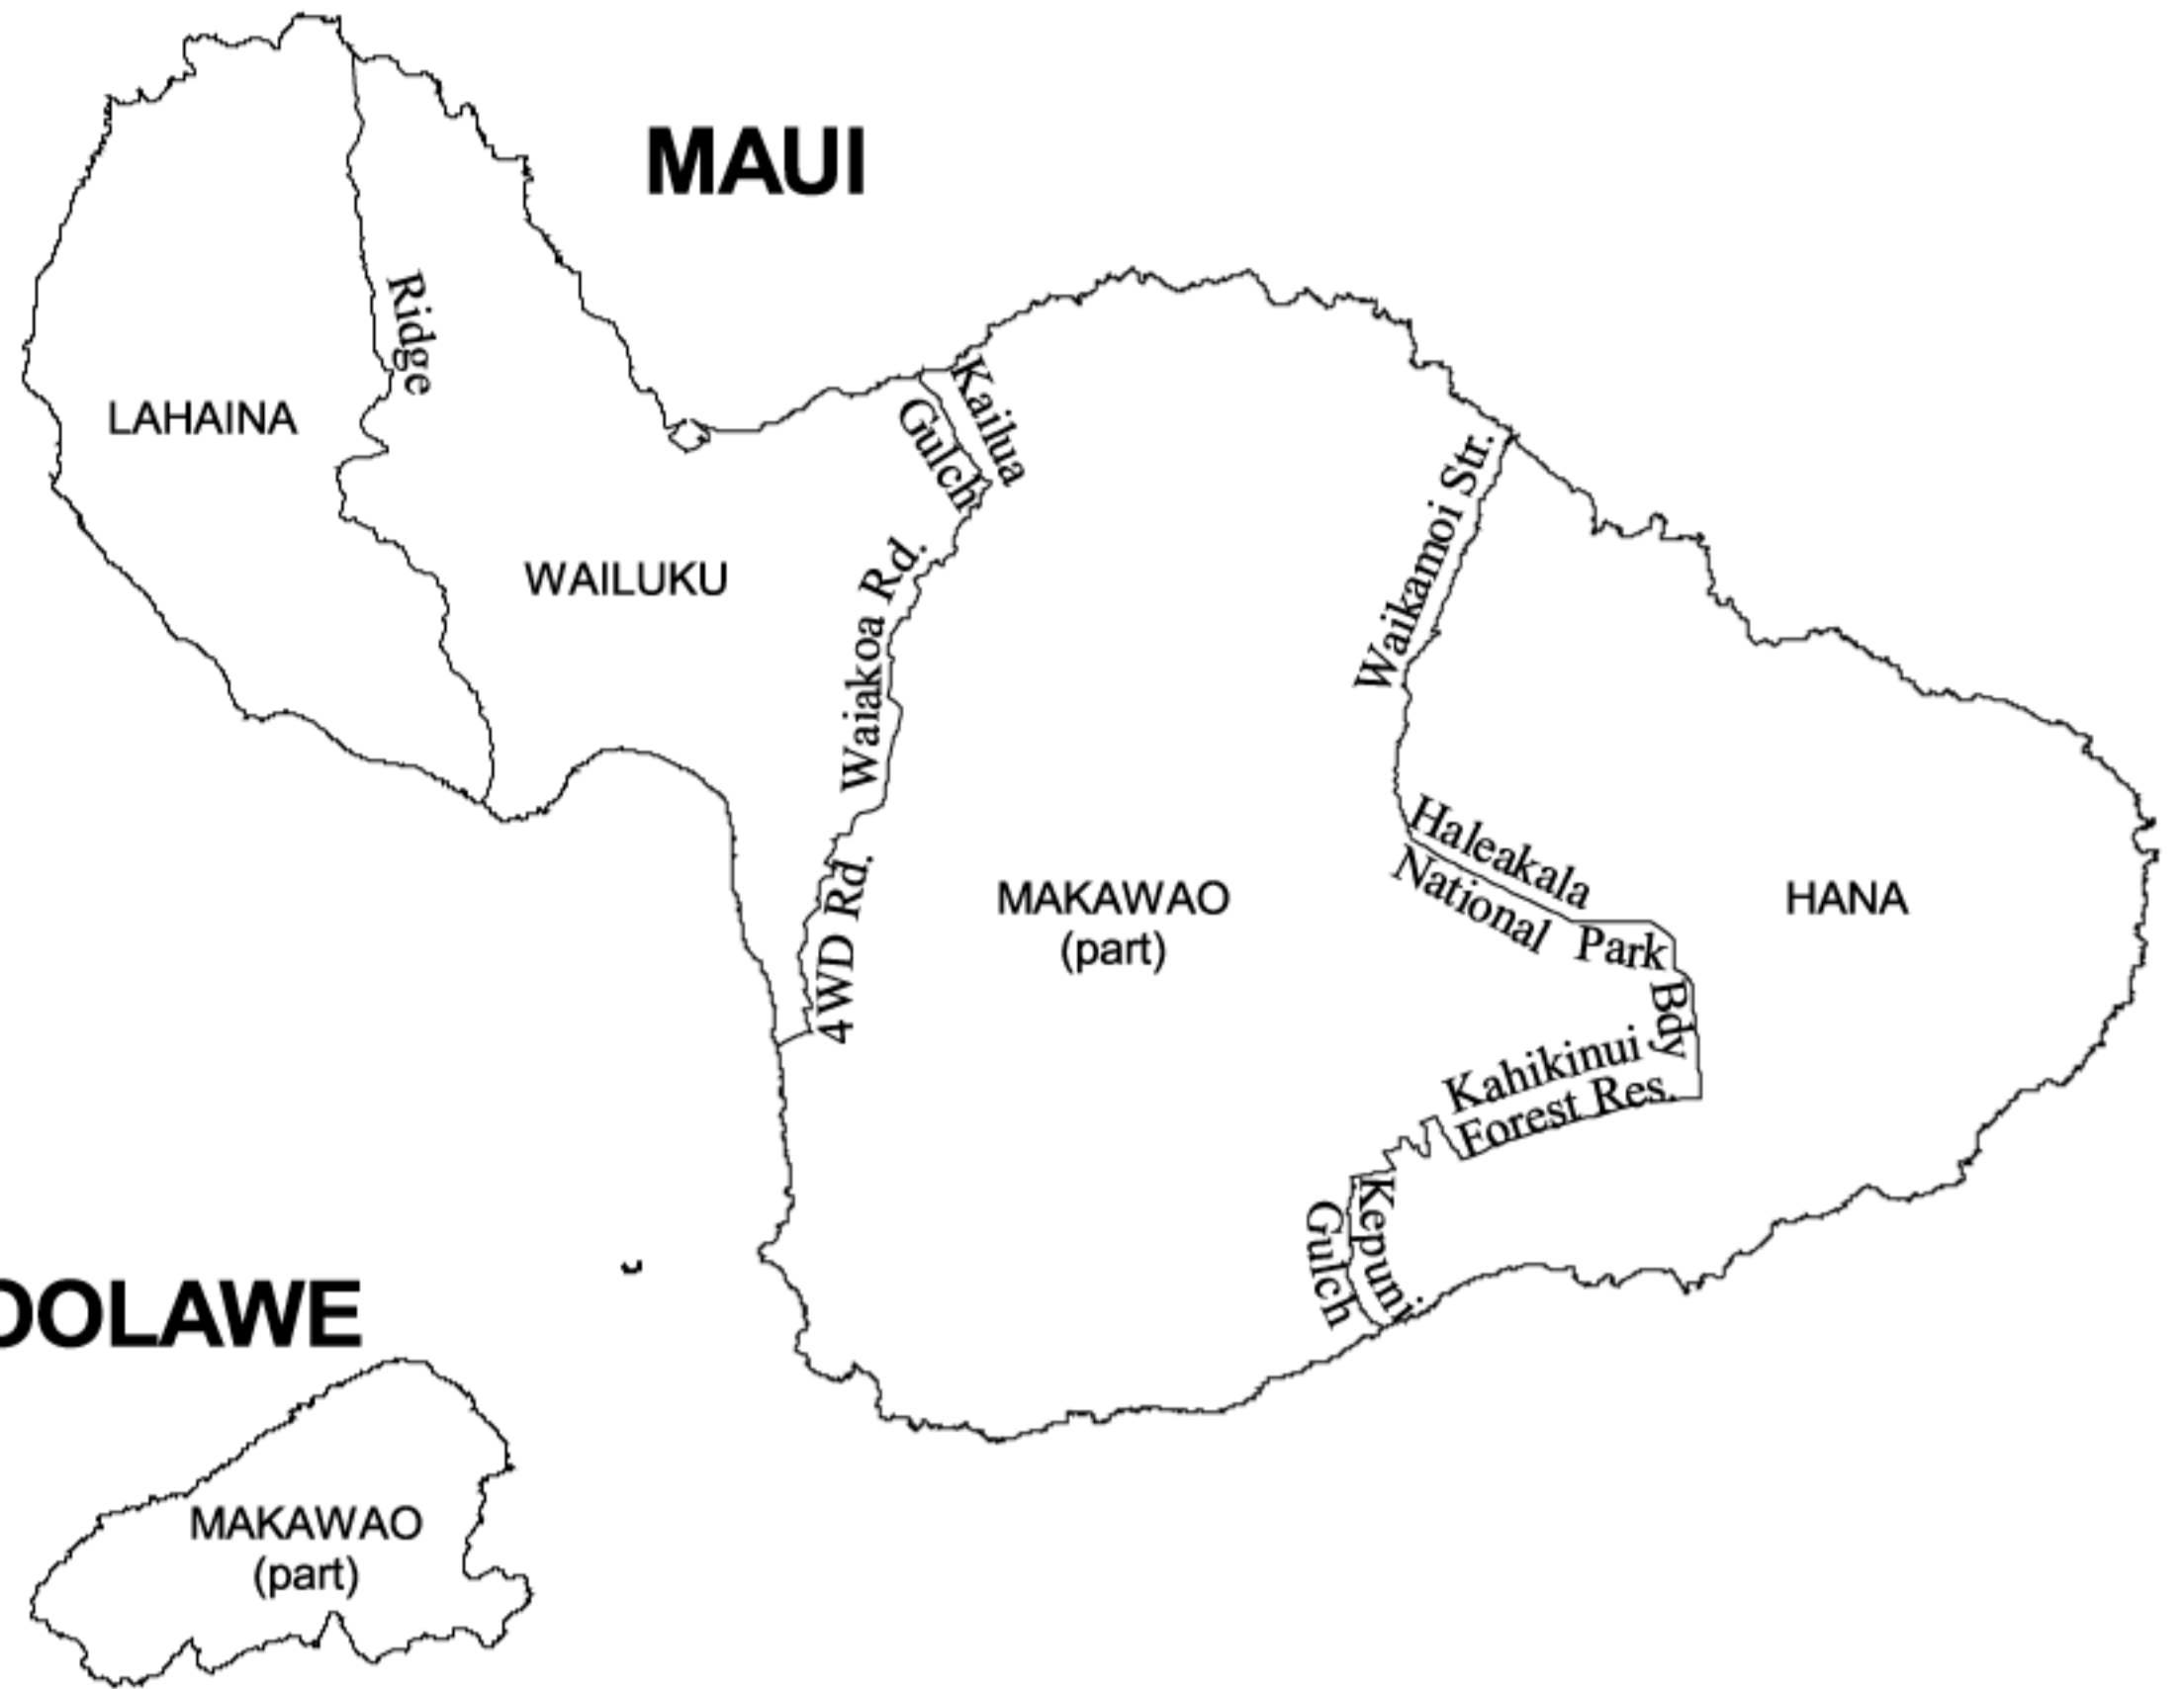 MAUI
Ridge
LAHAINA
Kailua
Gulch
Waikamoi Str.
WAILUKU
Waiakoa Rd.
4WD Rd.
MAKAWAO
(part)
Haleakala
National Park Bdy
HANA
Kahikinui
Forest Res.
Kepuni
Gulch
OOLAWE
MAKAWAO
(part)